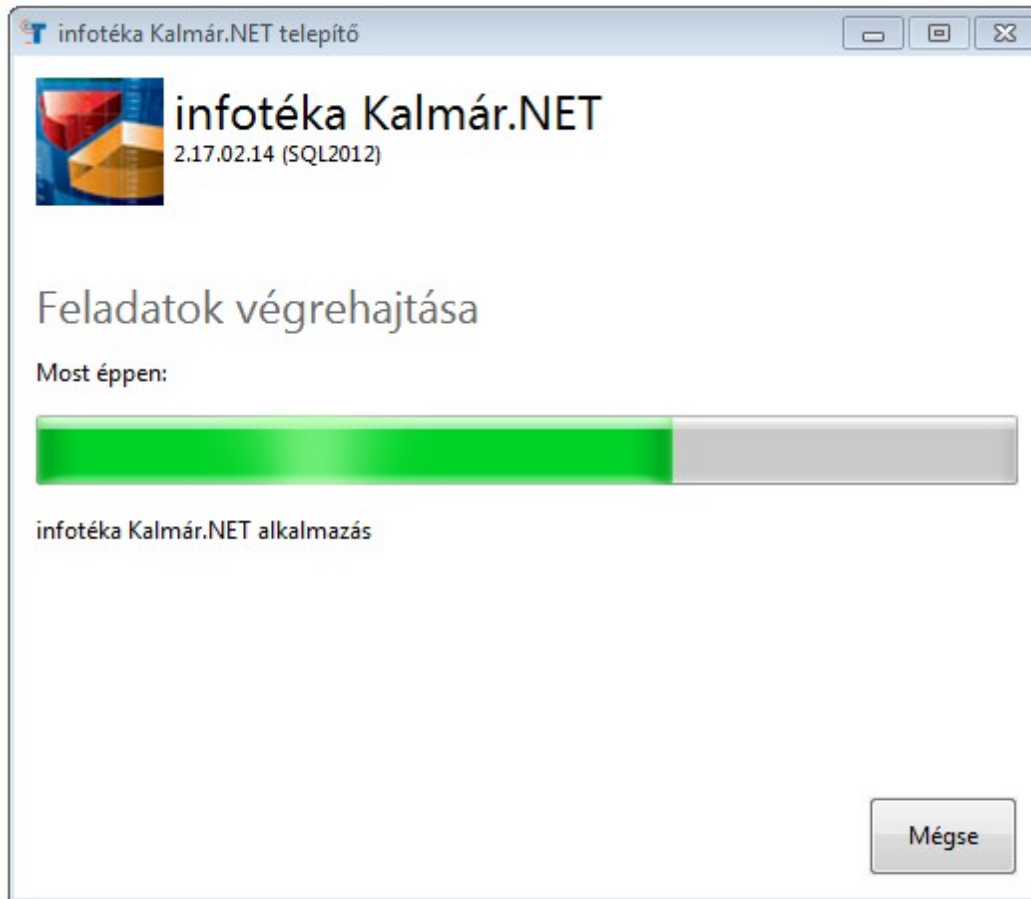 infotéka Kalmár.NET telepítő
infotéka Kalmár.NET
2.17.02.14 (SQL2012)
Feladatok végrehajtása
Most éppen:
infotéka Kalmár.NET alkalmazás
Mégse